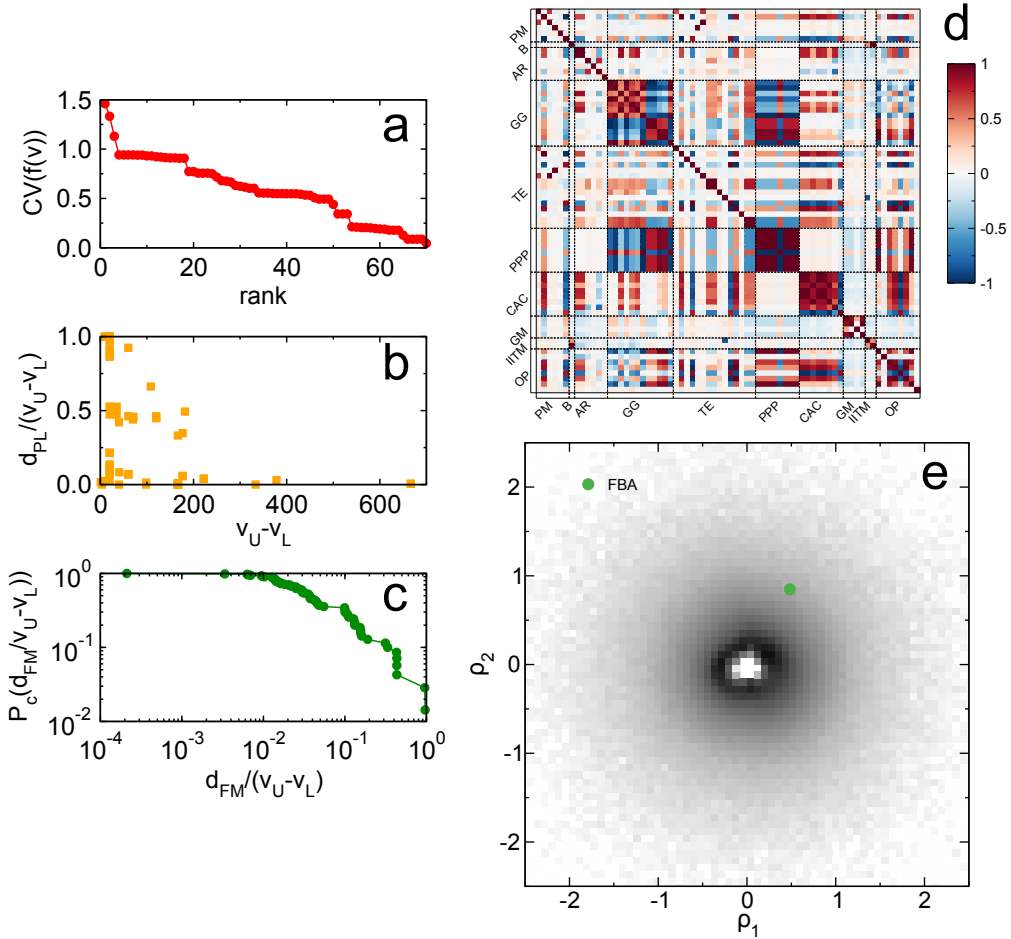 a
CV(f(v))
1.5
1.0
0.5
0.0
0 20 40 60
rank
b
d_PL/(v_U-v_L)
1.0
0.5
0.0
0 200 400 600
v_U-v_L
c
P_c(d_FM/v_U-v_L))
10^0
10^-1
10^-2
10^-4 10^-3 10^-2 10^-1 10^0
d_FM/(v_U-v_L)
d
PM
B
AR
GG
TE
PPP
CAC
GM
IITM
OP
PM B AR GG TE PPP CAC GM IITM OP
1
0.5
0
-0.5
-1
e
FBA
ρ_2
2
1
0
-1
-2
-2 -1 0 1 2
ρ_1